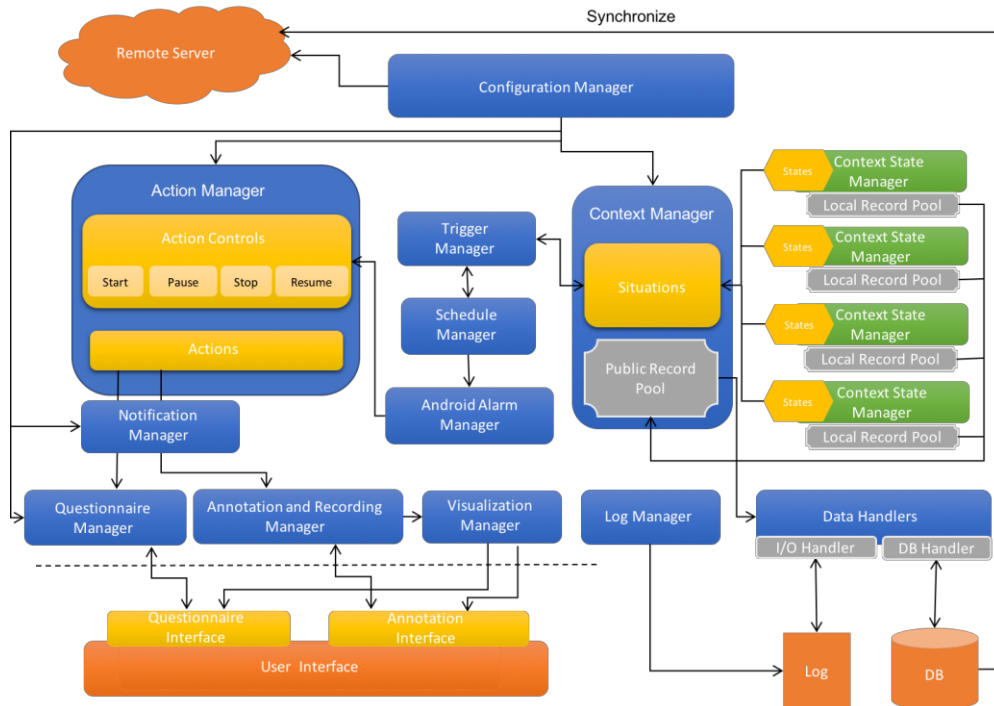 Synchronize
Remote Server
Configuration Manager
Action Manager
Action Controls
Start
Pause
Stop
Resume
Actions
Trigger
Manager
Schedule
Manager
Android Alarm
Manager
Context Manager
Situations
Public Record
Pool
States
Context State
Manager
Local Record Pool
States
Context State
Manager
Local Record Pool
States
Context State
Manager
Local Record Pool
States
Context State
Manager
Local Record Pool
Notification
Manager
Questionnaire
Manager
Annotation and Recording
Manager
Visualization
Manager
Log Manager
Data Handlers
I/O Handler
DB Handler
Questionnaire
Interface
Annotation
Interface
User Interface
Log
DB